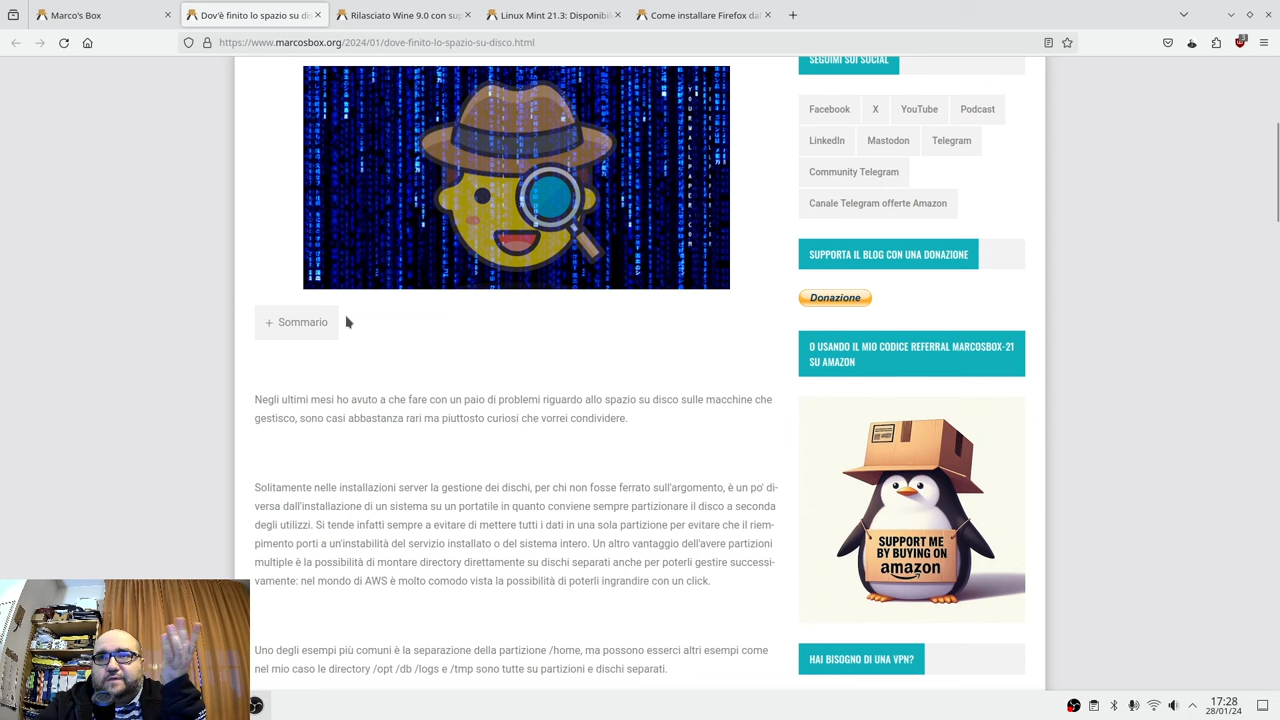 Marco's Box
Dov'è finito lo spazio su di
Rilasciato Wine 9.0 con sup
Linux Mint 21.3: Disponibil
Come installare Firefox dal
https://www.marcosbox.org/2024/01/dove-finito-lo-spazio-su-disco.html
SEGUIMI SUI SOCIAL
Facebook
X
YouTube
Podcast
LinkedIn
Mastodon
Telegram
Community Telegram
Canale Telegram offerte Amazon
SUPPORTA IL BLOG CON UNA DONAZIONE
Donazione
O USANDO IL MIO CODICE REFERRAL MARCOSBOX-21
SU AMAZON
SUPPORT ME
BY BUYING ON
amazon
HAI BISOGNO DI UNA VPN?
+ Sommario
Negli ultimi mesi ho avuto a che fare con un paio di problemi riguardo allo spazio su disco sulle macchine che
gestisco, sono casi abbastanza rari ma piuttosto curiosi che vorrei condividere.
Solitamente nelle installazioni server la gestione dei dischi, per chi non fosse ferrato sull'argomento, è un po' di-
versa dall'installazione di un sistema su un portatile in quanto conviene sempre partizionare il disco a seconda
degli utilizzi. Si tende infatti sempre a evitare di mettere tutti i dati in una sola partizione per evitare che il riem-
pimento porti a un'instabilità del servizio installato o del sistema intero. Un altro vantaggio dell'avere partizioni
multiple è la possibilità di montare directory direttamente su dischi separati anche per poterli gestire successi-
vamente: nel mondo di AWS è molto comodo vista la possibilità di poterli ingrandire con un click.
Uno degli esempi più comuni è la separazione della partizione /home, ma possono esserci altri esempi come
nel mio caso le directory /opt /db /logs e /tmp sono tutte su partizioni e dischi separati.
17:28
28/01/24